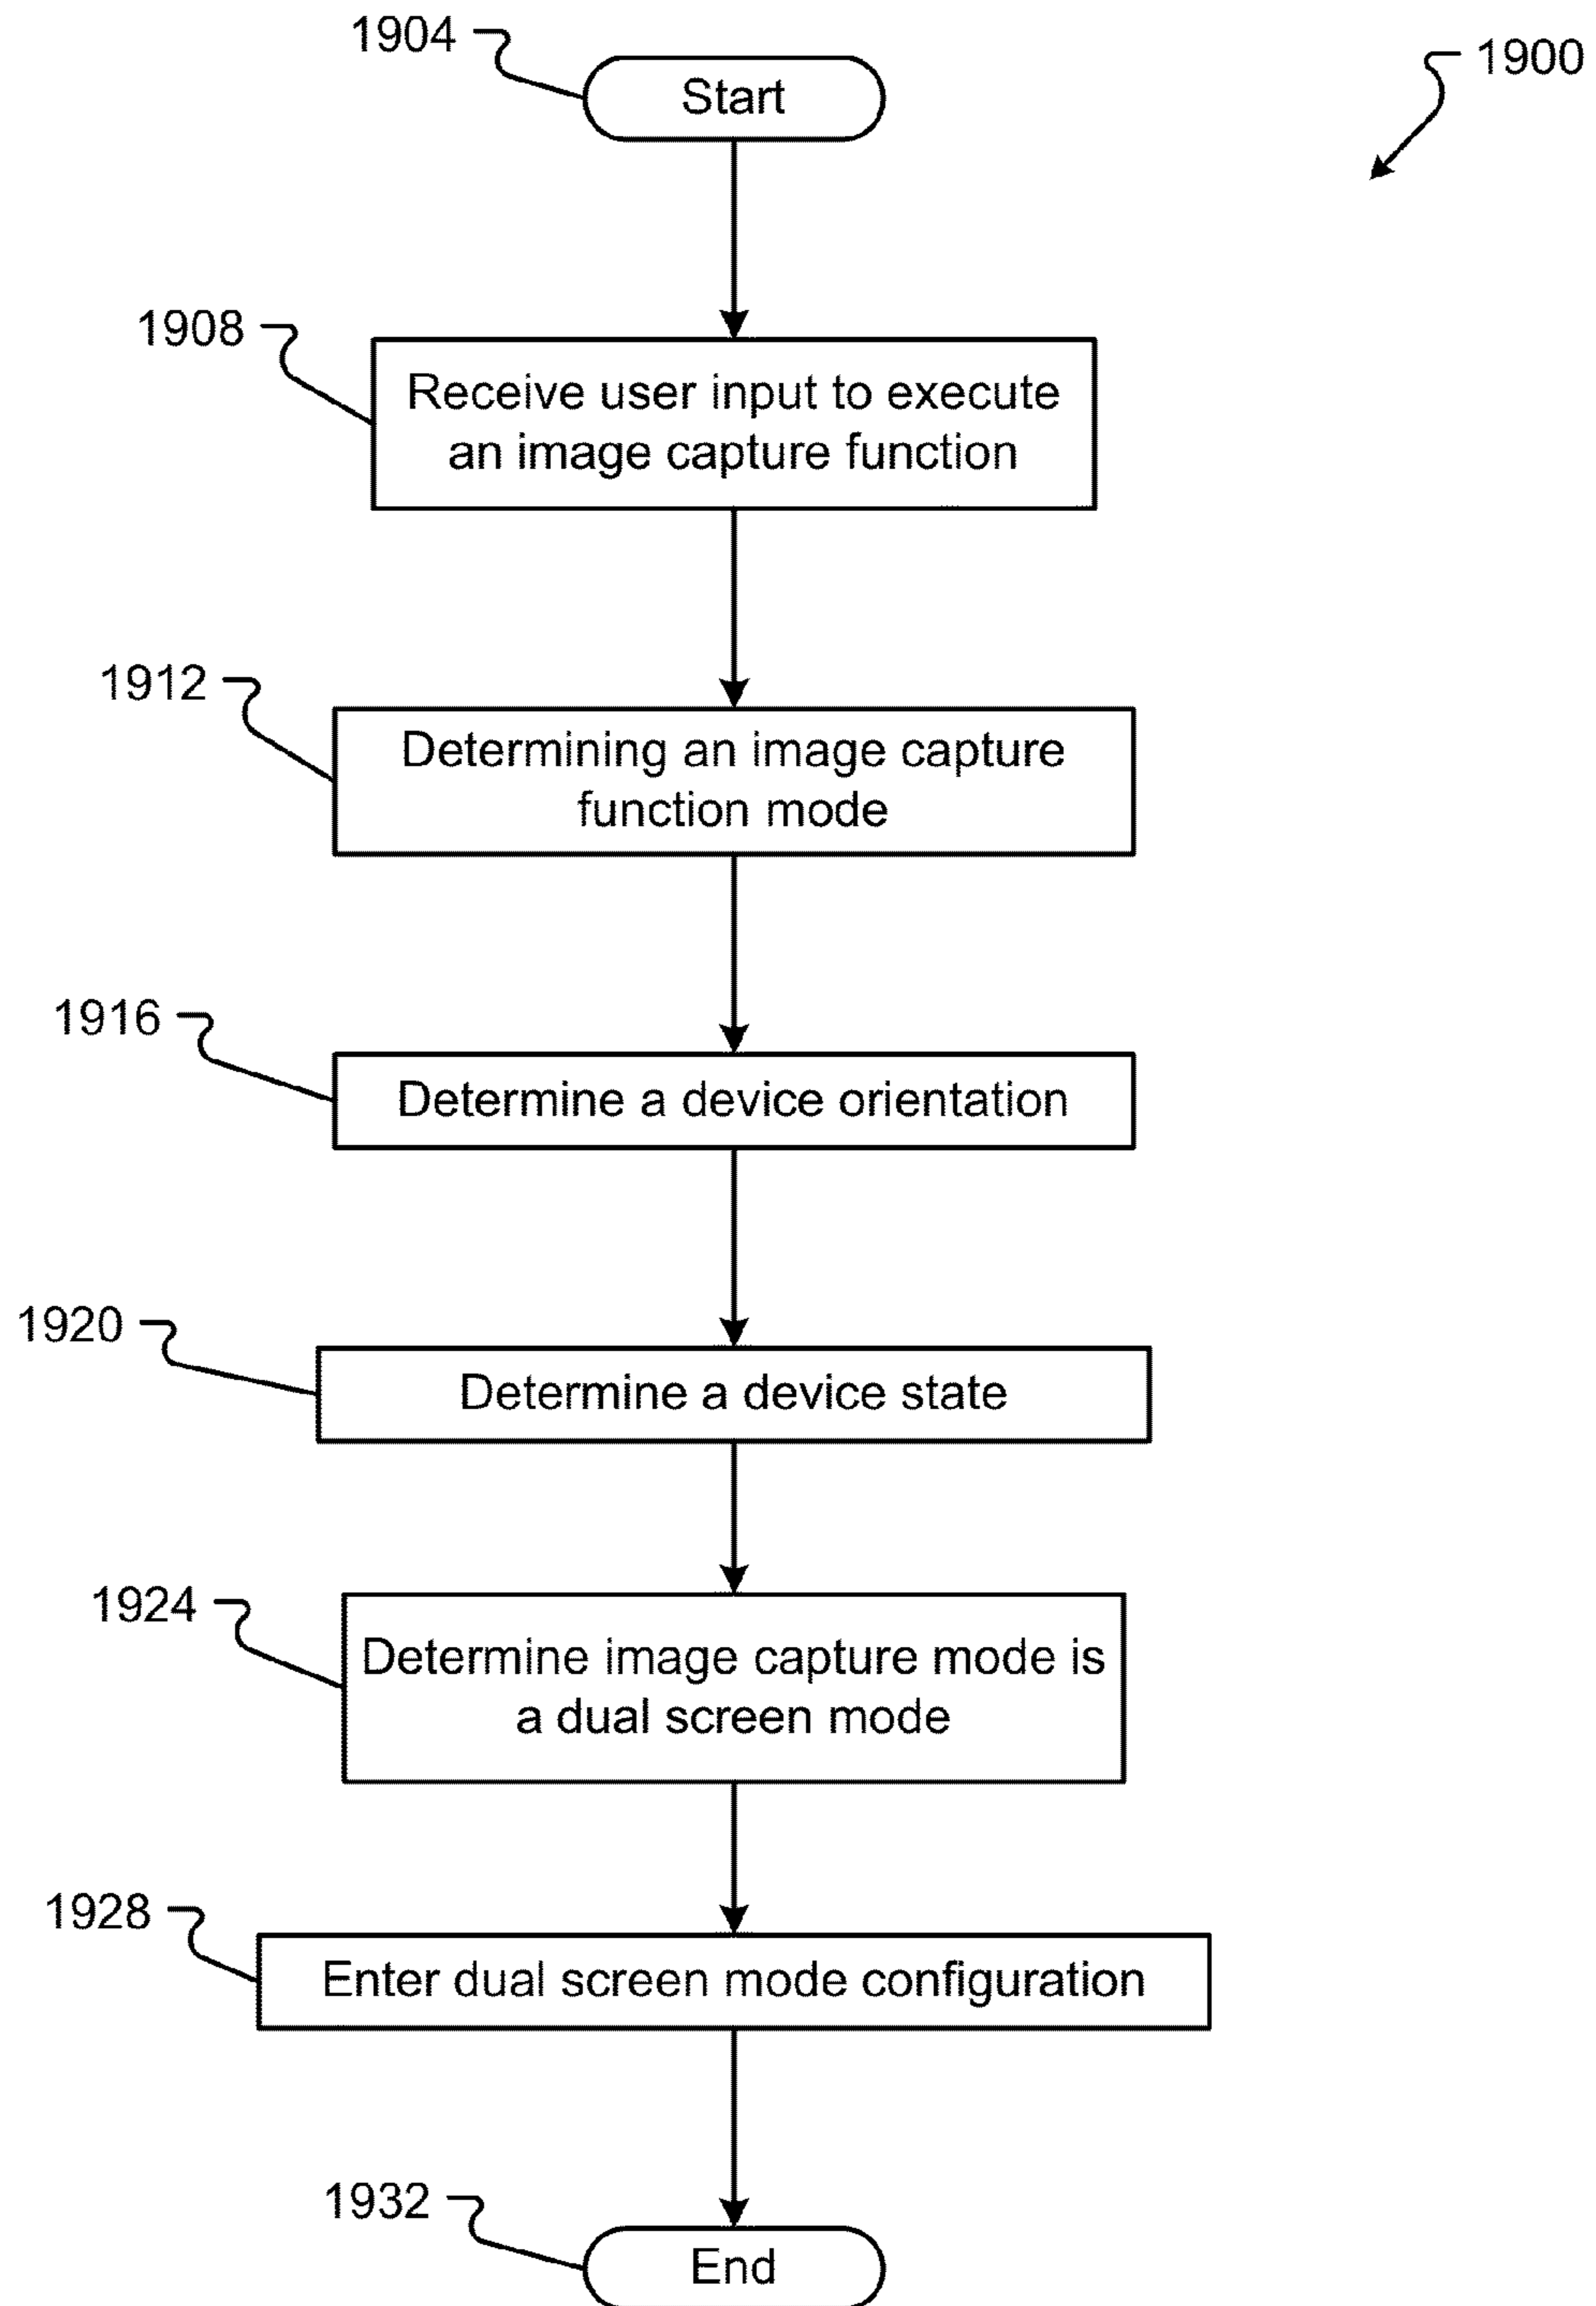 1904
Start
1900
1908
Receive user input to execute
an image capture function
1912
Determining an image capture
function mode
1916
Determine a device orientation
1920
Determine a device state
1924
Determine image capture mode is
a dual screen mode
1928
Enter dual screen mode configuration
1932
End